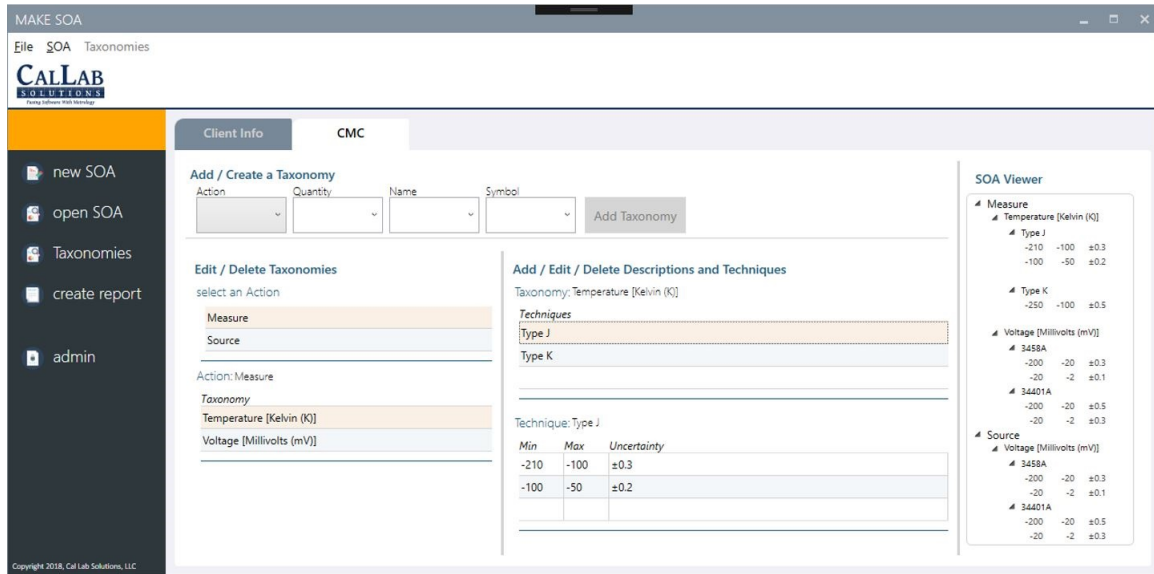 MAKE SOA
File SOA Taxonomies
CALLAB
SOLUTIONS
Fusing Software With Metrology
Client Info CMC
new SOA
open SOA
Taxonomies
create report
admin
Copyright 2018, Cal Lab Solutions, LLC
Add / Create a Taxonomy
Action Quantity Name Symbol
Add Taxonomy
Edit / Delete Taxonomies
select an Action
Measure
Source
Action: Measure
Taxonomy
Temperature [Kelvin (K)]
Voltage [Millivolts (mV)]
Add / Edit / Delete Descriptions and Techniques
Taxonomy: Temperature [Kelvin (K)]
Techniques
Type J
Type K
Technique: Type J
Min Max Uncertainty
-210 -100 ±0.3
-100 -50 ±0.2
SOA Viewer
Measure
Temperature [Kelvin (K)]
Type J
-210 -100 ±0.3
-100 -50 ±0.2
Type K
-250 -100 ±0.5
Voltage [Millivolts (mV)]
3458A
-200 -20 ±0.3
-20 -2 ±0.1
34401A
-200 -20 ±0.5
-20 -2 ±0.3
Source
Voltage [Millivolts (mV)]
3458A
-200 -20 ±0.3
-20 -2 ±0.1
34401A
-200 -20 ±0.5
-20 -2 ±0.3